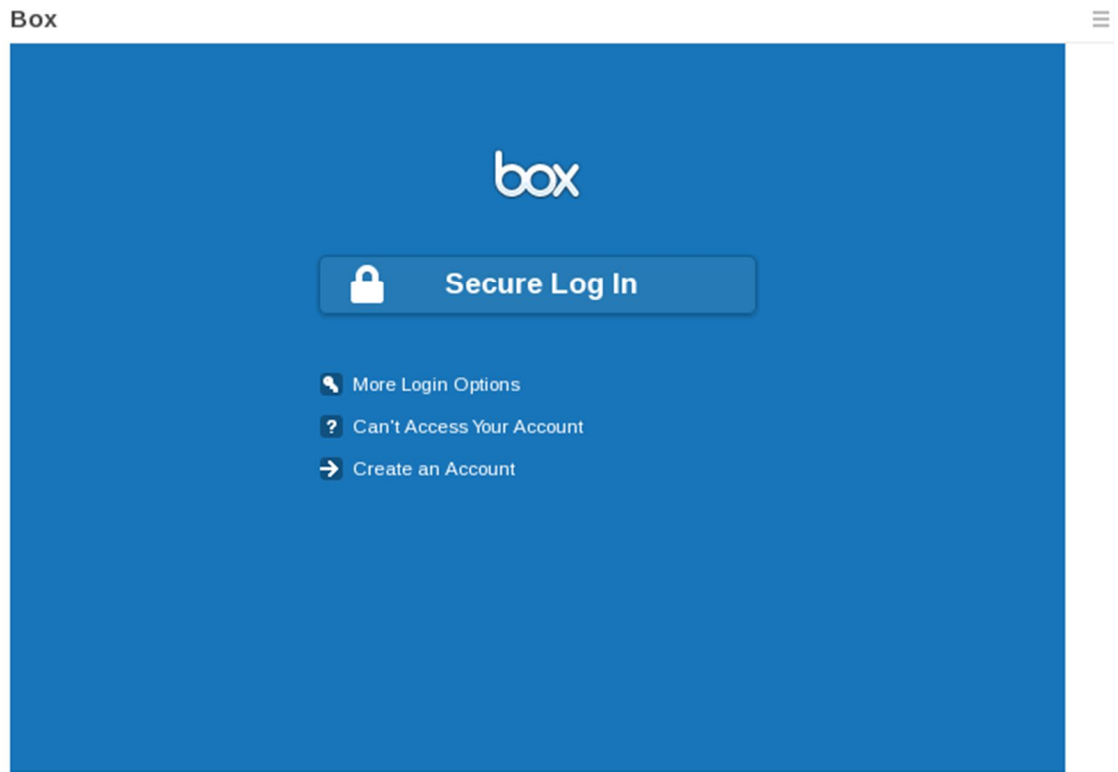 Box
box
Secure Log In
More Login Options
Can't Access Your Account
Create an Account